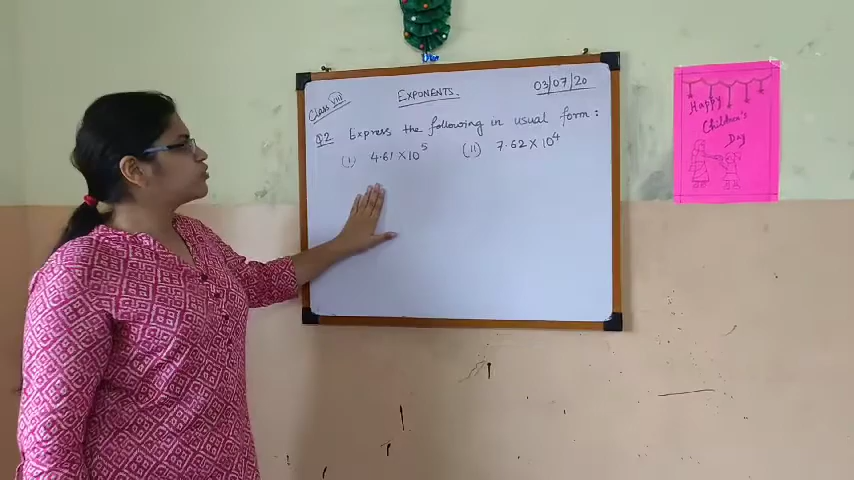 Class VIII
EXPONENTS
03/07/20
Q.2 Express the following in usual form :
(i) 4.61 × 10⁵ (ii) 7.62 × 10⁴
Happy
Children's
Day